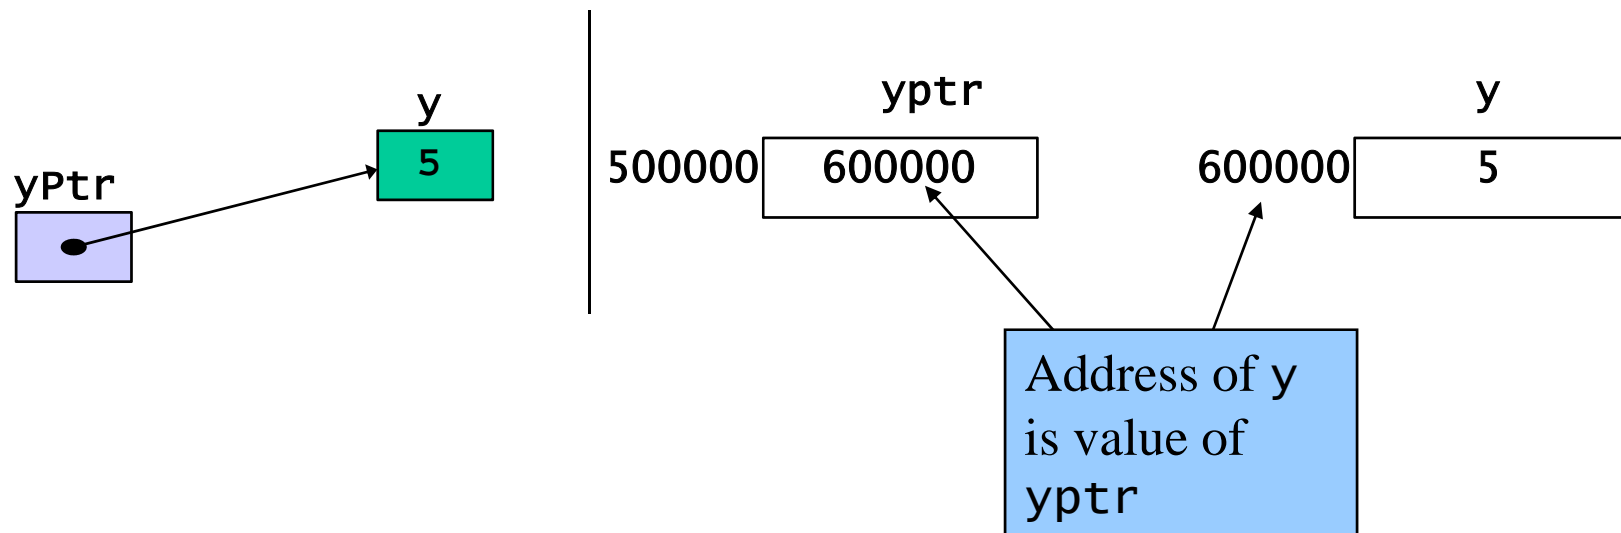 y
5
yPtr
yptr
y
500000 600000
600000 5
Address of y
is value of
yptr